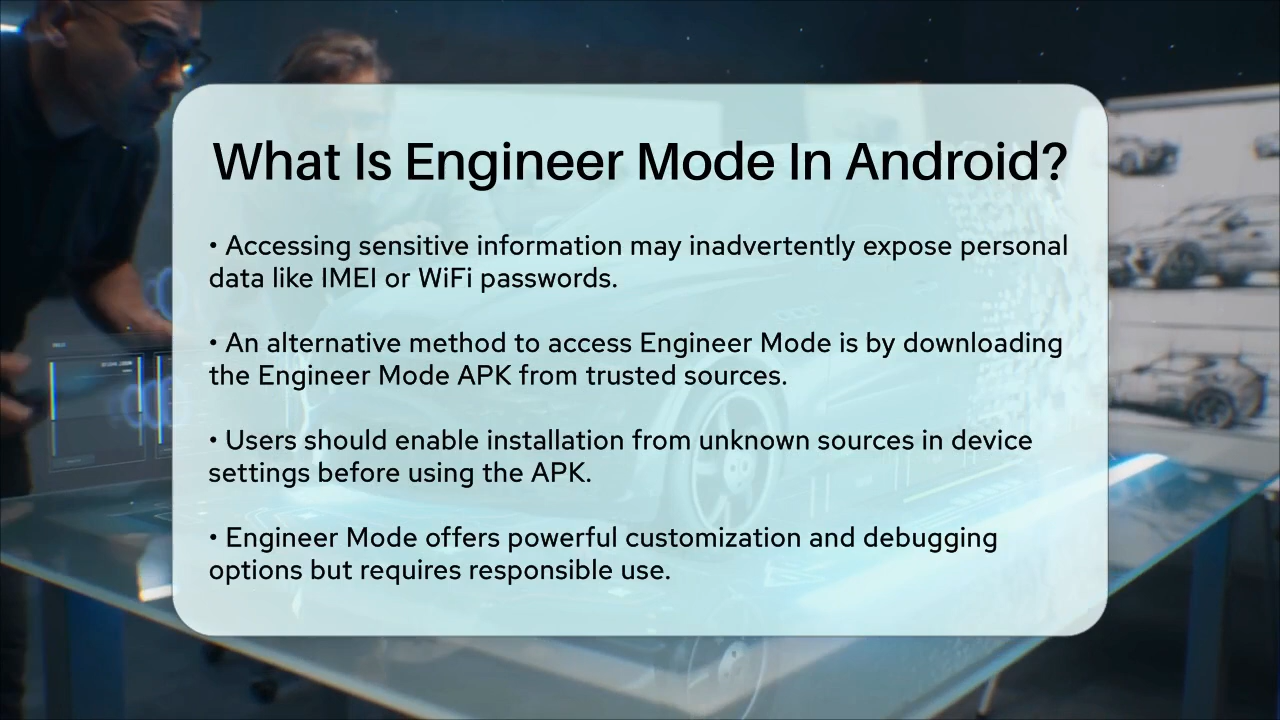 What Is Engineer Mode In Android?
• Accessing sensitive information may inadvertently expose personal
data like IMEI or WiFi passwords.
• An alternative method to access Engineer Mode is by downloading
the Engineer Mode APK from trusted sources.
• Users should enable installation from unknown sources in device
settings before using the APK.
• Engineer Mode offers powerful customization and debugging
options but requires responsible use.